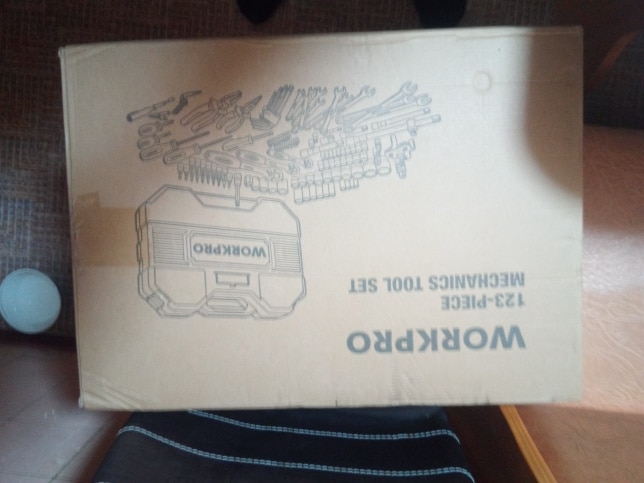 WORKPRO
123-PIECE
MECHANICS TOOL SET
WORKPRO